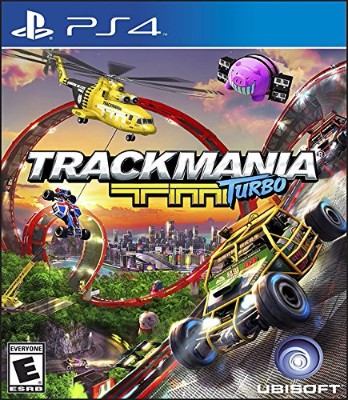 PS4
TRACKMANIA
TM
TURBO
EVERYONE
E
ESRB
UBISOFT